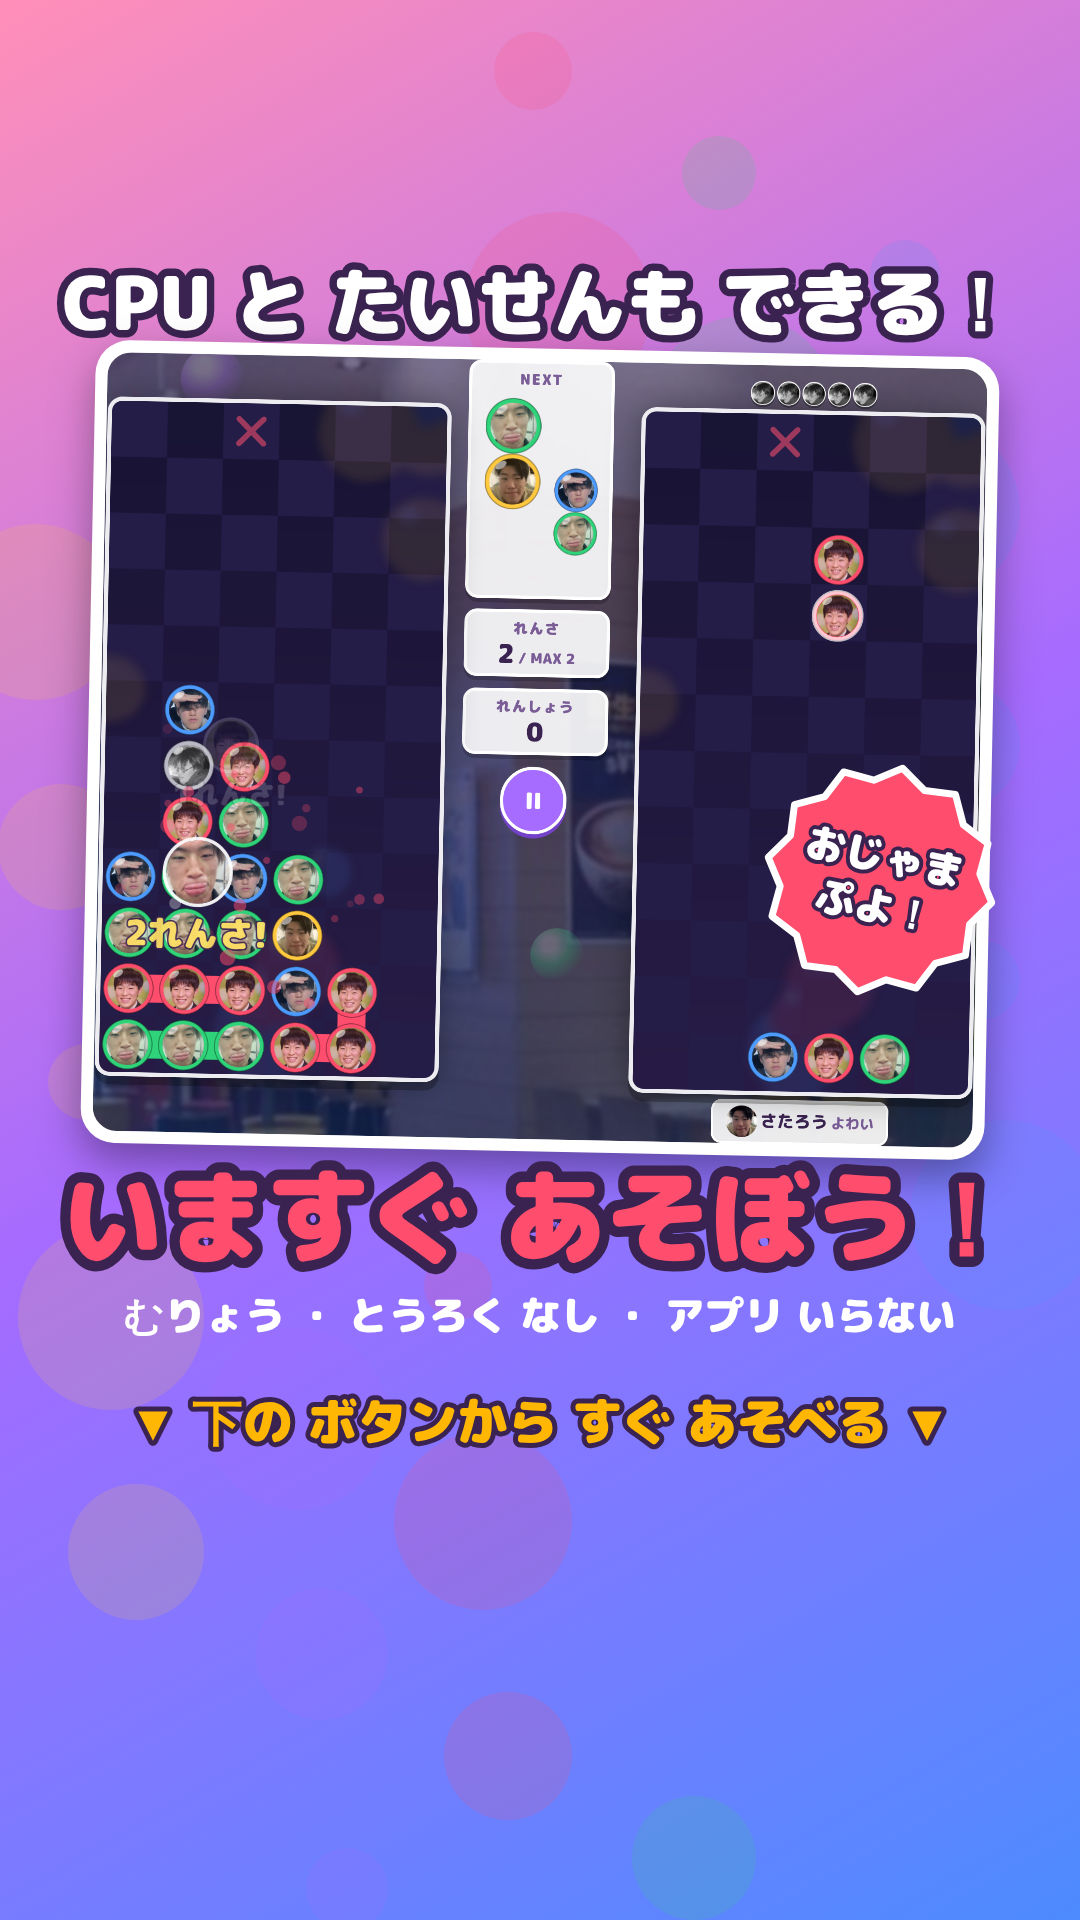 CPU と たいせんも できる！
NEXT
れんさ
2 / MAX 2
れんしょう
0
れんさ!
2れんさ!
おじゃま
ぷよ！
さたろう よわい
いますぐ あそぼう！
むりょう ・ とうろく なし ・ アプリ いらない
▼ 下の ボタンから すぐ あそべる ▼